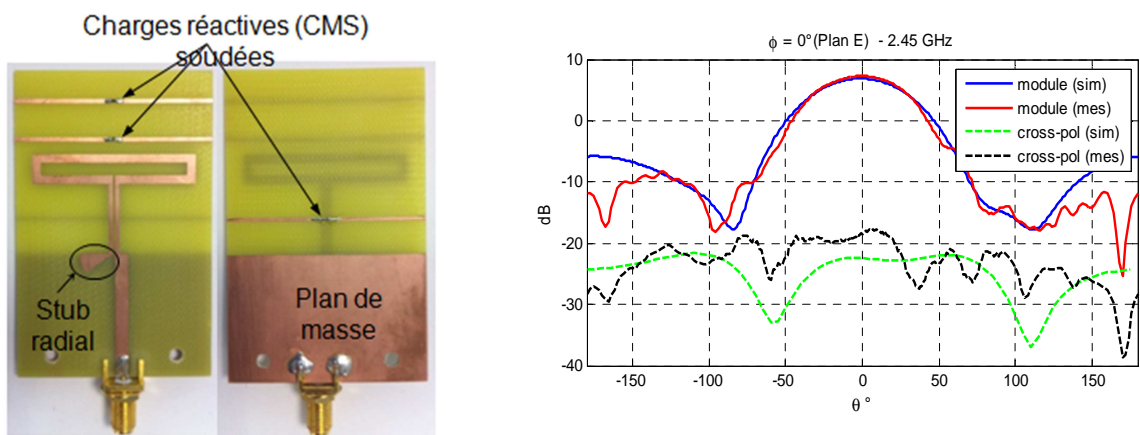 Charges réactives (CMS)
soudées
Stub
radial
Plan de
masse
ϕ = 0°(Plan E) - 2.45 GHz
module (sim)
module (mes)
cross-pol (sim)
cross-pol (mes)
10
0
-10
-20
-30
-40
dB
-150
-100
-50
0
50
100
150
θ °